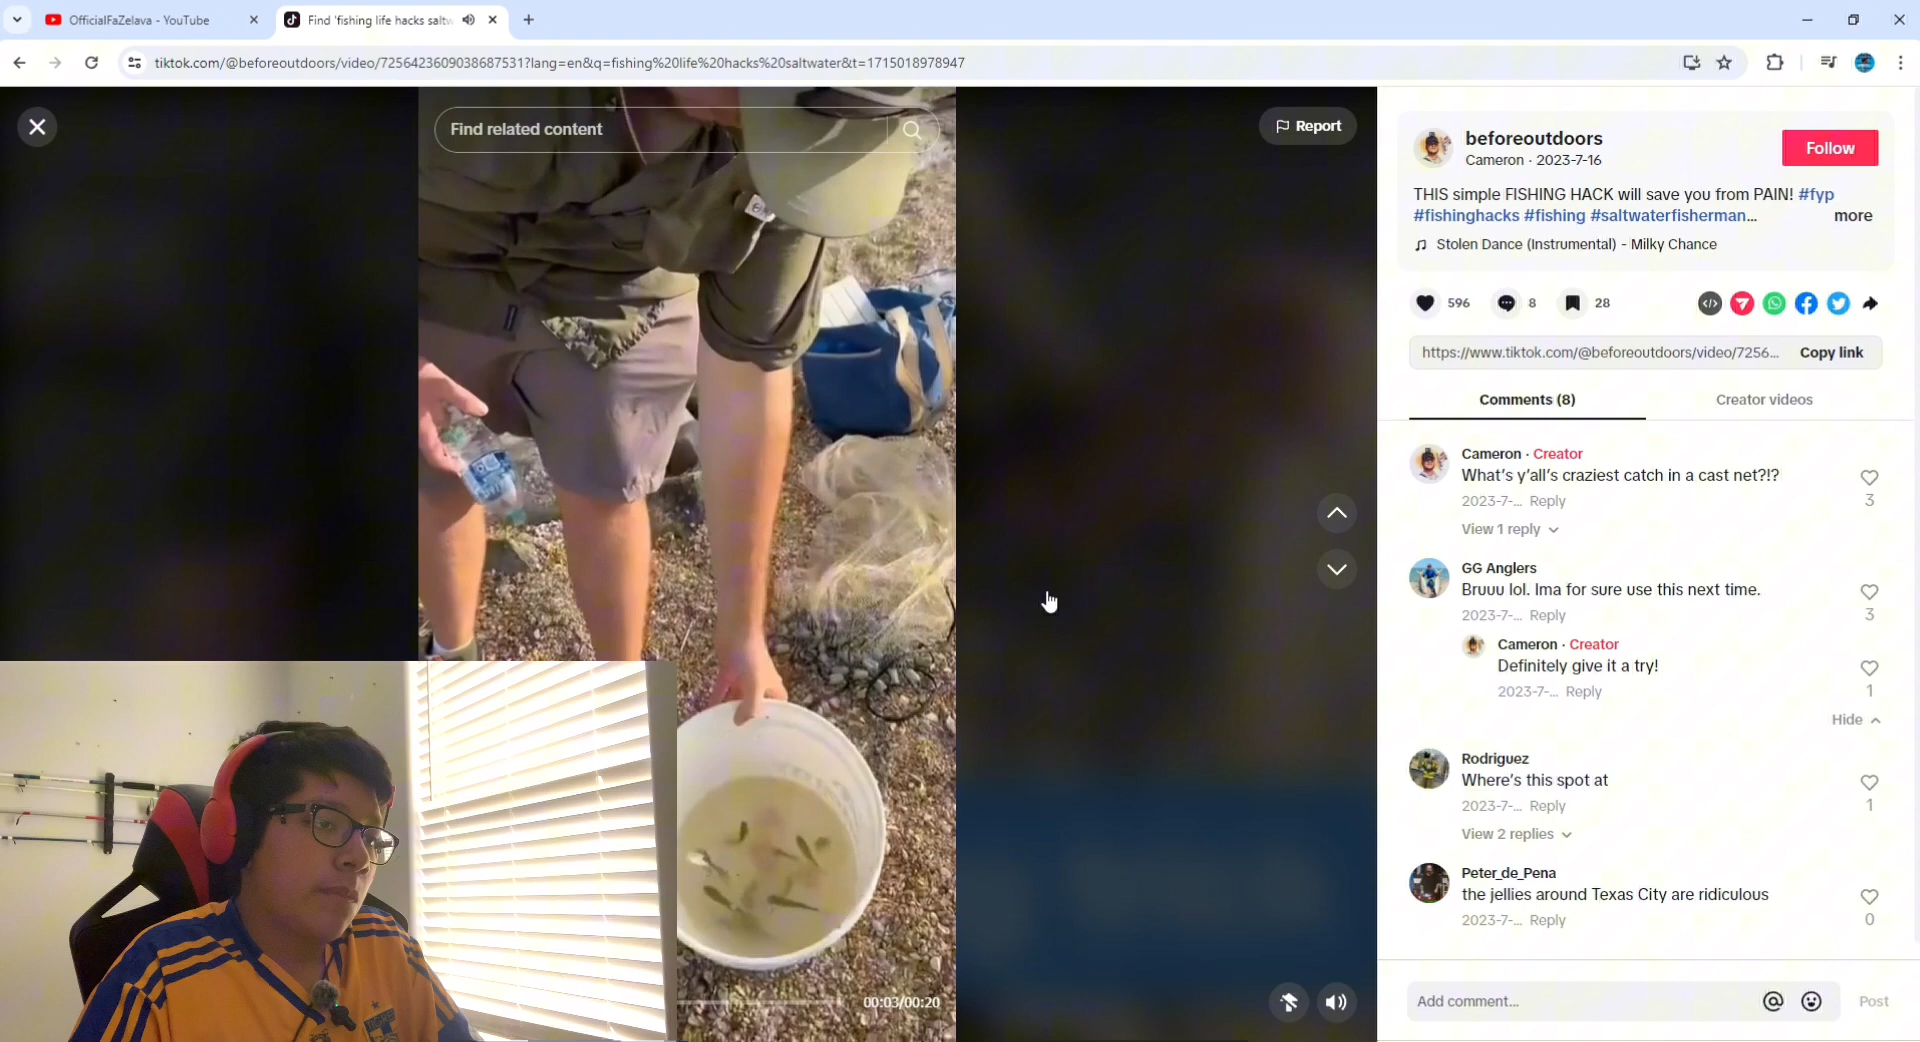 OfficialFaZelava - YouTube
Find 'fishing life hacks saltw
tiktok.com/@beforeoutdoors/video/7256423609038687531?lang=en&q=fishing%20life%20hacks%20saltwater&t=1715018978947
Find related content
Report
beforeoutdoors
Cameron · 2023-7-16
Follow
THIS simple FISHING HACK will save you from PAIN! #fyp
#fishinghacks #fishing #saltwaterfisherman...
more
Stolen Dance (Instrumental) - Milky Chance
596
8
28
https://www.tiktok.com/@beforeoutdoors/video/7256...
Copy link
Comments (8)
Creator videos
Cameron · Creator
What's y'all's craziest catch in a cast net?!?
2023-7-... Reply
3
View 1 reply
GG Anglers
Bruuu lol. Ima for sure use this next time.
2023-7-... Reply
3
Cameron · Creator
Definitely give it a try!
2023-7-... Reply
1
Hide
Rodriguez
Where's this spot at
2023-7-... Reply
1
View 2 replies
Peter_de_Pena
the jellies around Texas City are ridiculous
2023-7-... Reply
0
00:03/00:20
Add comment...
Post